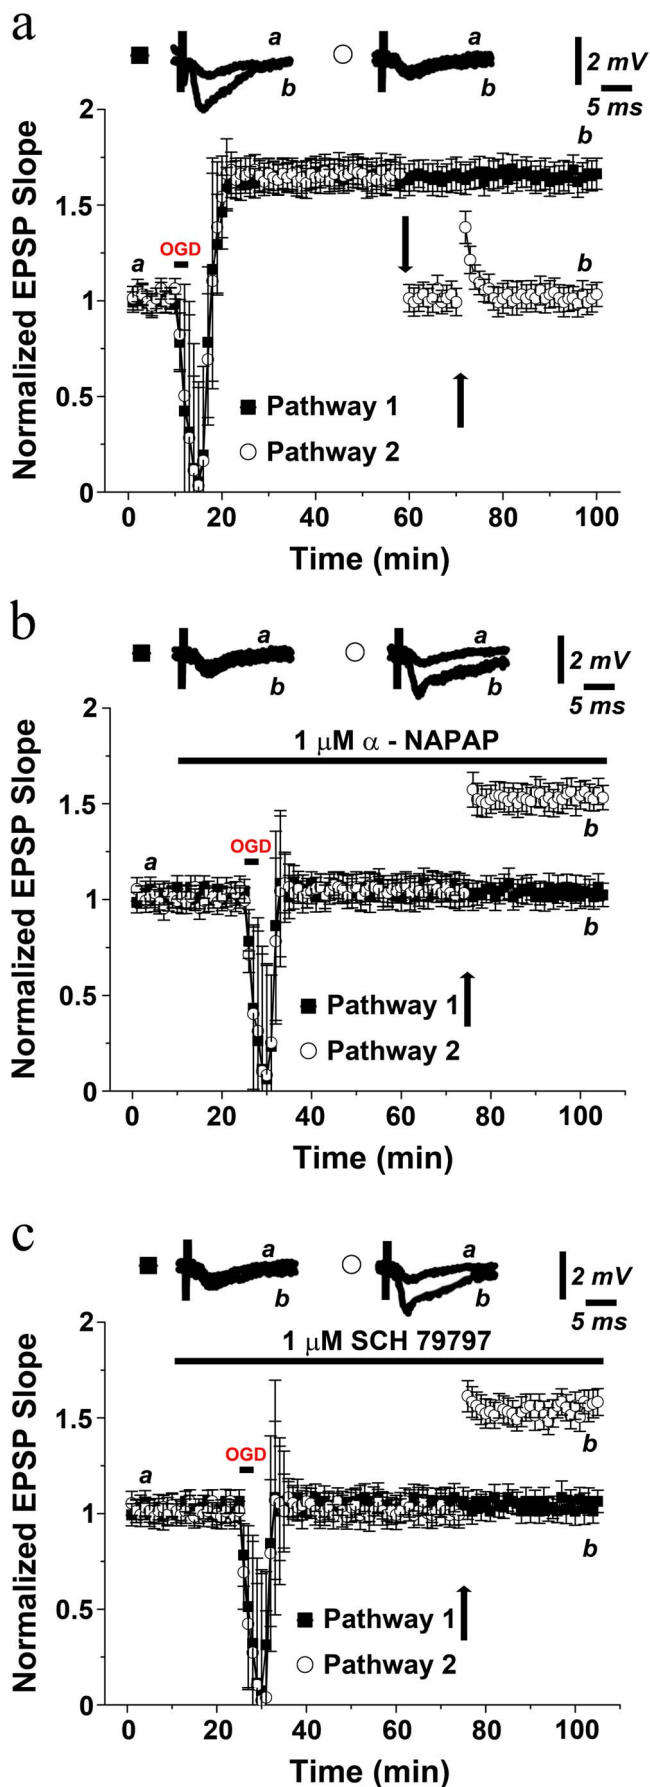 a
a
b
a
b
2 mV
5 ms
Normalized EPSP Slope
2
1.5
1
0.5
0
b
OGD
a
b
Pathway 1
Pathway 2
0 20 40 60 80 100
Time (min)
b
a
b
a
b
2 mV
5 ms
Normalized EPSP Slope
2
1.5
1
0.5
0
1 μM α - NAPAP
OGD
a
b
b
Pathway 1
Pathway 2
0 20 40 60 80 100
Time (min)
c
a
b
a
b
2 mV
5 ms
Normalized EPSP Slope
2
1.5
1
0.5
0
1 μM SCH 79797
OGD
a
b
b
Pathway 1
Pathway 2
0 20 40 60 80 100
Time (min)